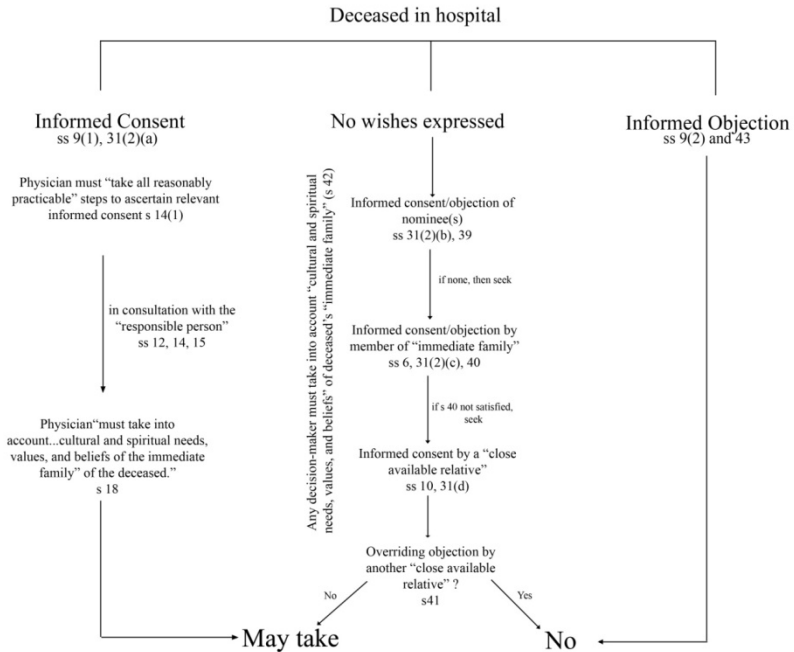 Deceased in hospital
Informed Consent
ss 9(1), 31(2)(a)
Physician must “take all reasonably
practicable” steps to ascertain relevant
informed consent s 14(1)
in consultation with the
“responsible person”
ss 12, 14, 15
Physician“must take into
account...cultural and spiritual needs,
values, and beliefs of the immediate
family” of the deceased.”
s 18
Any decision-maker must take into account “cultural and spiritual
needs, values, and beliefs” of deceased’s “immediate family” (s 42)
No wishes expressed
Informed consent/objection of
nominee(s)
ss 31(2)(b), 39
if none, then seek
Informed consent/objection by
member of “immediate family”
ss 6, 31(2)(c), 40
if s 40 not satisfied,
seek
Informed consent by a “close
available relative”
ss 10, 31(d)
Overriding objection by
another “close available
relative” ?
s41
No
Yes
Informed Objection
ss 9(2) and 43
May take
No